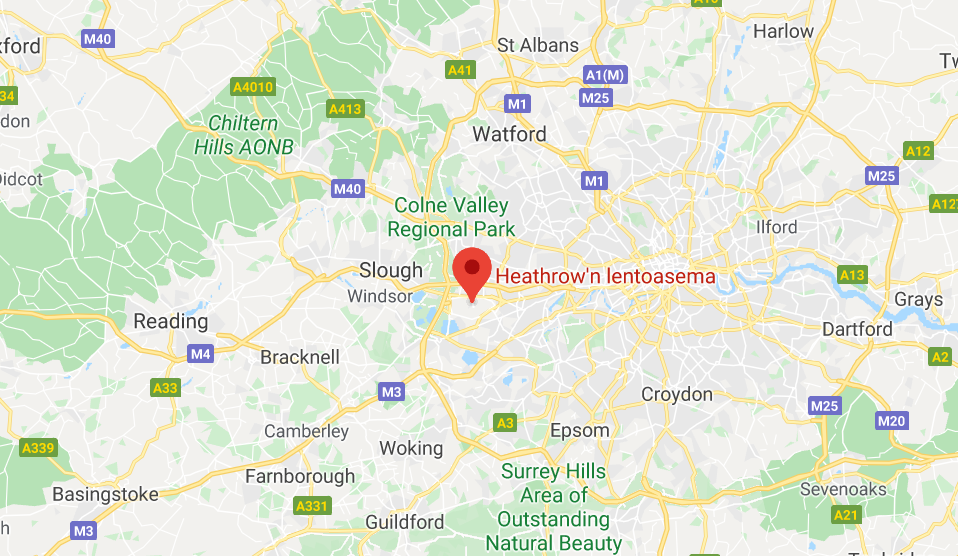 A10
Harlow
xford
M40
St Albans
A41
A1(M)
Tw
A4010
M25
34
M1
A413
don
Chiltern
Hills AONB
Watford
A12
Didcot
M40
M1
M25
Colne Valley
Regional Park
A127
Ilford
Slough
Heathrow'n lentoasema
A13
Windsor
Grays
Reading
Dartford
M4
Bracknell
A2
A33
M3
Croydon
M25
A3
M20
Camberley
Epsom
A339
Woking
Farnborough
Surrey Hills
Area of
Outstanding
Natural Beauty
Basingstoke
Sevenoaks
A331
A21
Guildford
h
M3